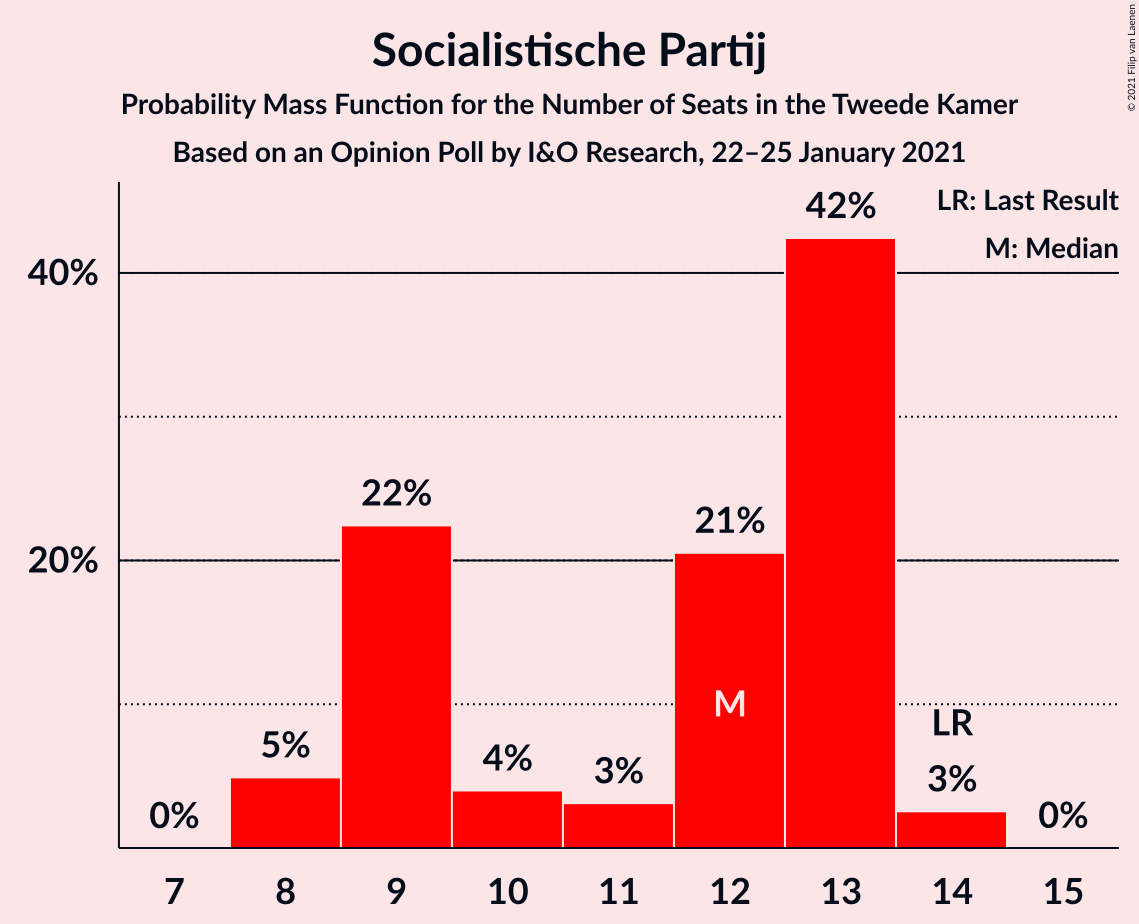 Socialistische Partij
Probability Mass Function for the Number of Seats in the Tweede Kamer
Based on an Opinion Poll by I&O Research, 22–25 January 2021
© 2021 Filip van Laenen
LR: Last Result
M: Median
40%
20%
0%
5%
22%
4%
3%
21%
42%
3%
0%
M
LR
7
8
9
10
11
12
13
14
15